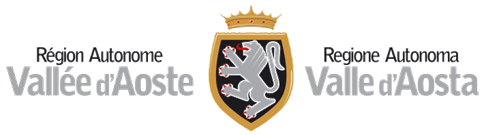 Région Autonome
Vallée d'Aoste
Regione Autonoma
Valle d'Aosta